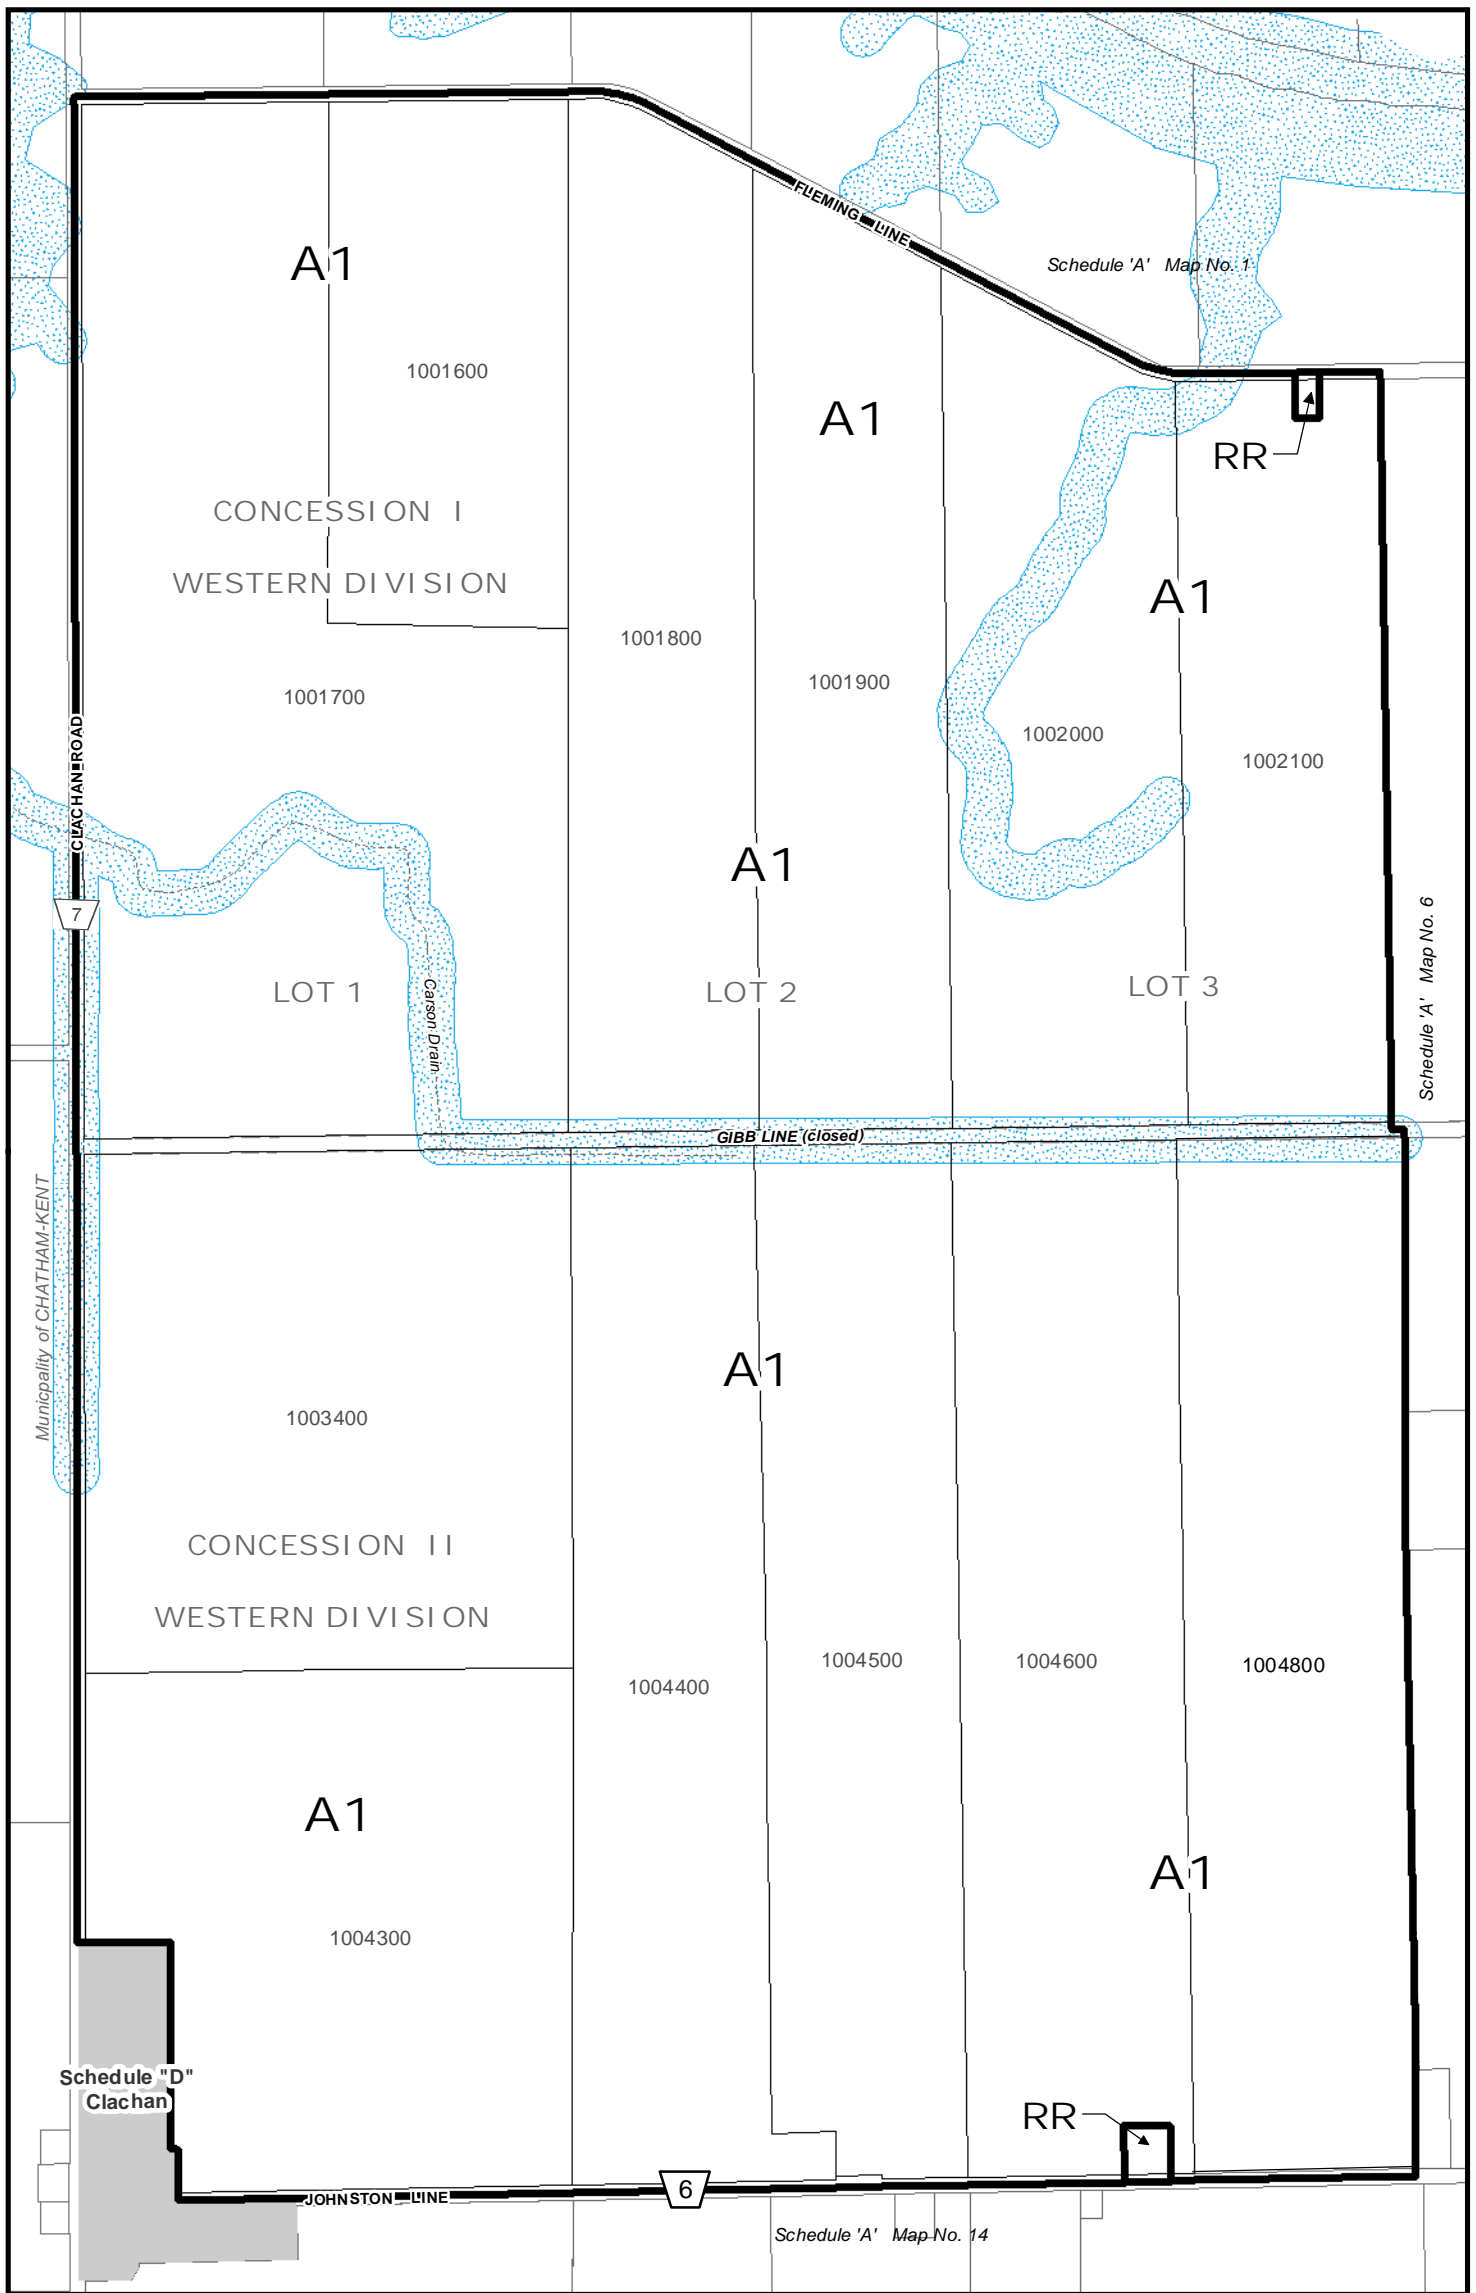 FLEMING LINE
A1
Schedule 'A' Map No. 1
1001600
A1
RR
CONCESSION I
WESTERN DIVISION
A1
1001800
1001900
1001700
1002000
1002100
CLACHAN ROAD
A1
7
Schedule 'A' Map No. 6
LOT 1
LOT 2
LOT 3
Carson Drain
GIBB LINE (closed)
Municpality of CHATHAM-KENT
A1
1003400
CONCESSION II
WESTERN DIVISION
1004400
1004500
1004600
1004800
A1
A1
1004300
Schedule "D"
Clachan
RR
6
JOHNSTON LINE
Schedule 'A' Map No. 14